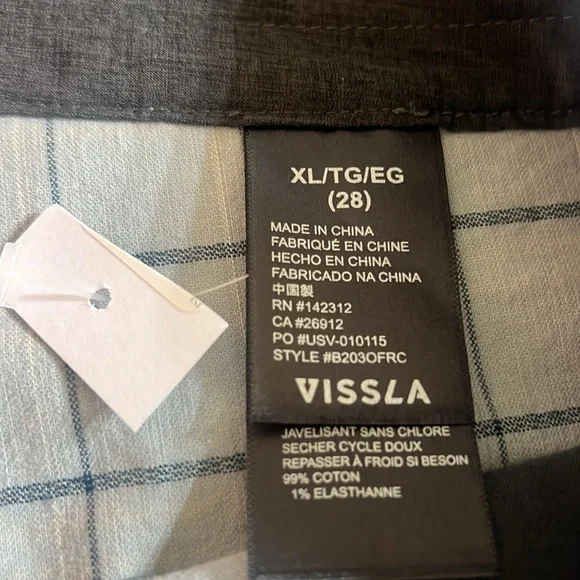 XL/TG/EG
(28)
MADE IN CHINA
FABRIQUÉ EN CHINE
HECHO EN CHINA
FABRICADO NA CHINA
中国製
RN #142312
CA #26912
PO #USV-010115
STYLE #B203OFRC
VISSLA
JAVELISANT SANS CHLORE
SECHER CYCLE DOUX
REPASSER À FROID SI BESOIN
99% COTON
1% ELASTHANNE